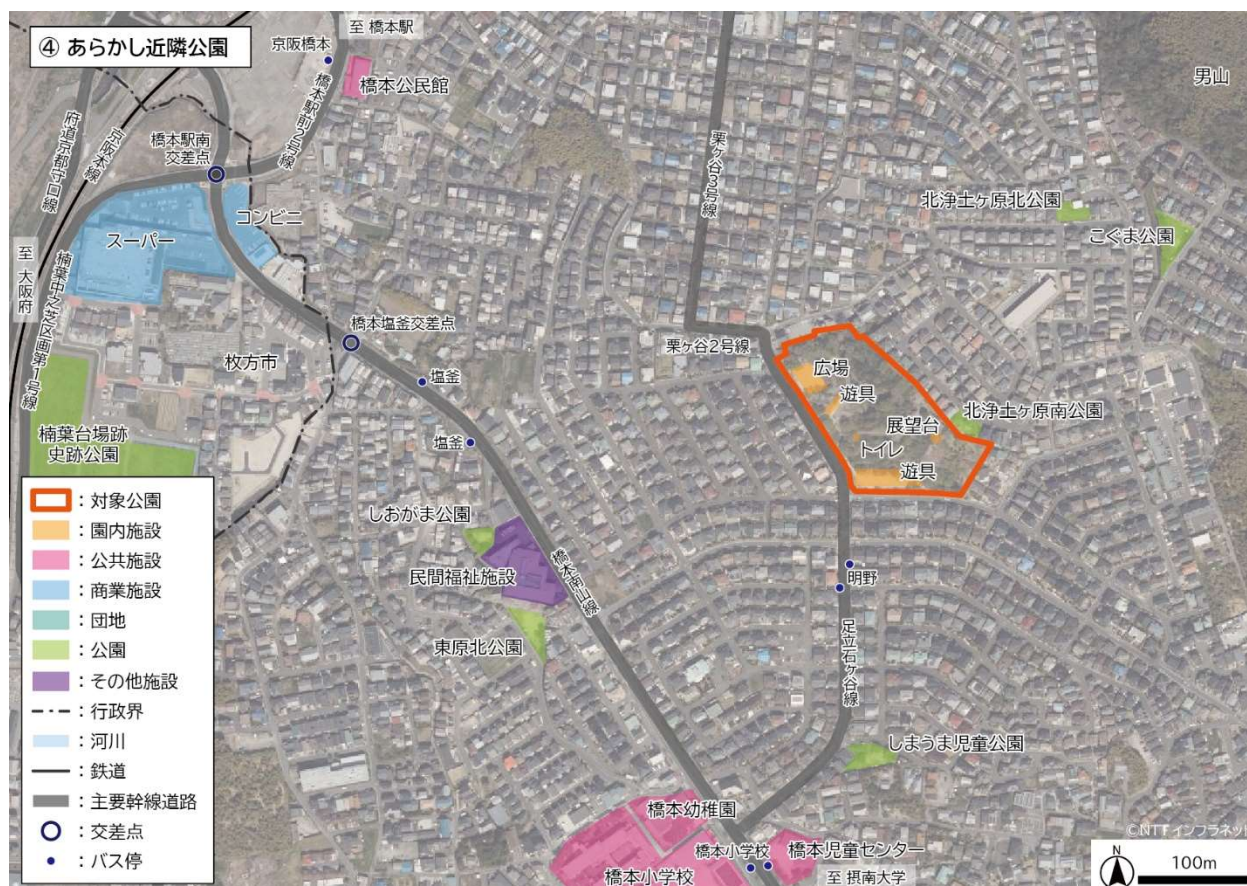 ④ あらかし近隣公園
至 橋本駅
京阪橋本
橋本公民館
男山
橋本駅前2号線
府道京都守口線
京阪本線
橋本駅南
交差点
栗ヶ谷3号線
北浄土ヶ原北公園
こぐま公園
コンビニ
スーパー
至 大阪府
楠葉中之芝区画第1号線
橋本塩釜交差点
栗ヶ谷2号線
枚方市
塩釜
広場
遊具
北浄土ヶ原南公園
展望台
トイレ
遊具
楠葉台場跡
史跡公園
塩釜
しおがま公園
民間福祉施設
橋本南山線
明野
東原北公園
足立石ヶ谷線
しまうま児童公園
橋本幼稚園
橋本小学校
橋本児童センター
橋本小学校
至 摂南大学
:対象公園
:園内施設
:公共施設
:商業施設
:団地
:公園
:その他施設
:行政界
:河川
:鉄道
:主要幹線道路
:交差点
:バス停
©NTTインフラネット
N
100m